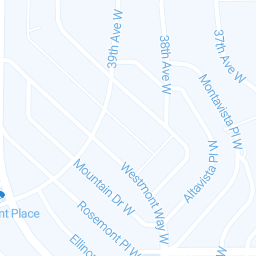 39th Ave W
38th Ave W
37th Ave W
Montavista Pl W
Westmont Way W
Altavista Pl W
Mountain Dr W
Rosemont Pl W
nt Place
W